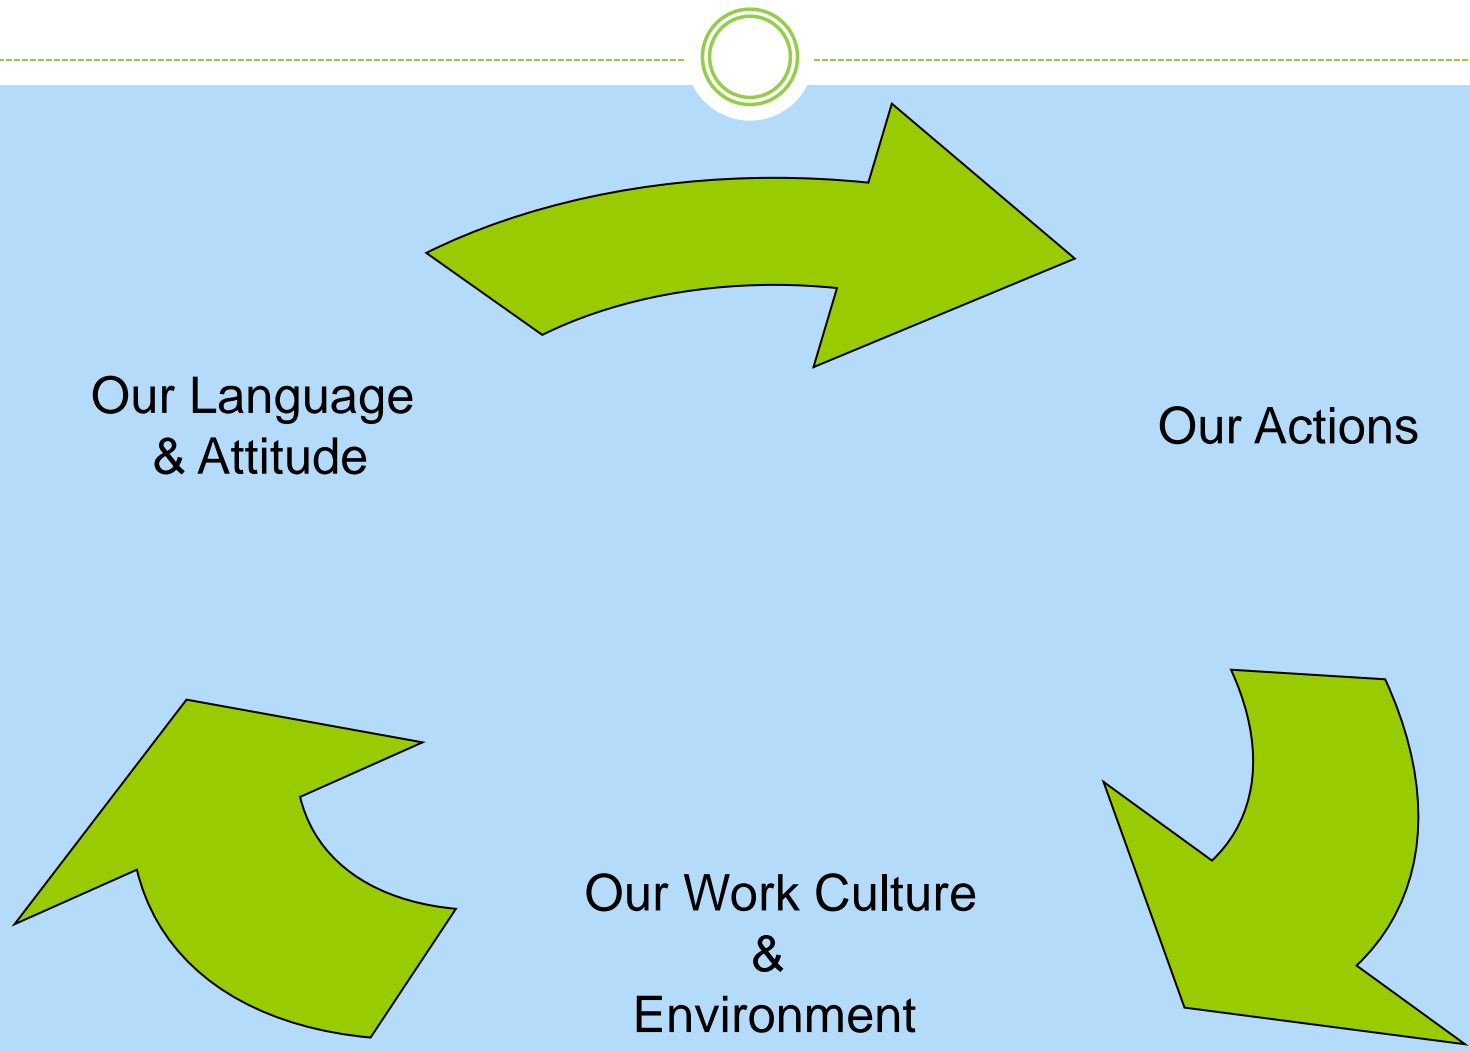 Our Language
& Attitude
Our Actions
Our Work Culture
&
Environment